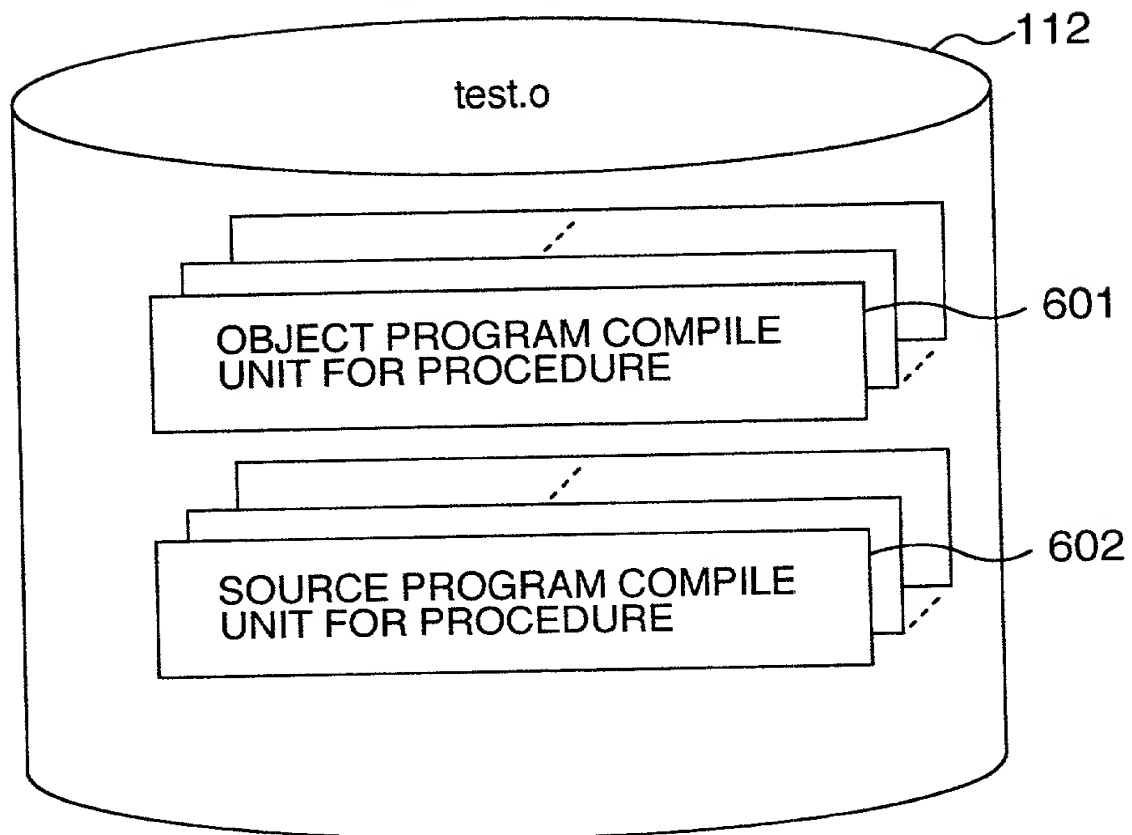 112
test.o
601
OBJECT PROGRAM COMPILE
UNIT FOR PROCEDURE
602
SOURCE PROGRAM COMPILE
UNIT FOR PROCEDURE